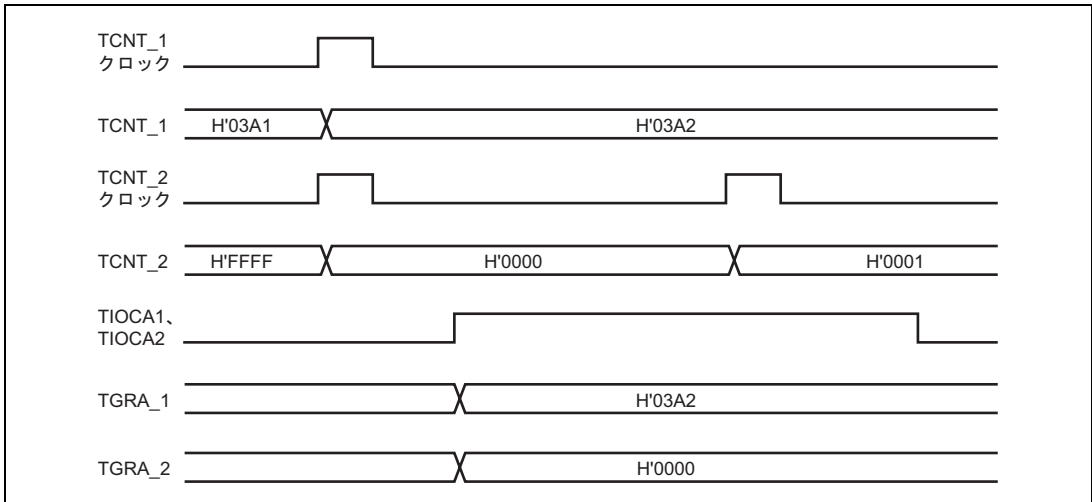 TCNT_1
クロック
TCNT_1 H'03A1 H'03A2
TCNT_2
クロック
TCNT_2 H'FFFF H'0000 H'0001
TIOCA1、
TIOCA2
TGRA_1 H'03A2
TGRA_2 H'0000